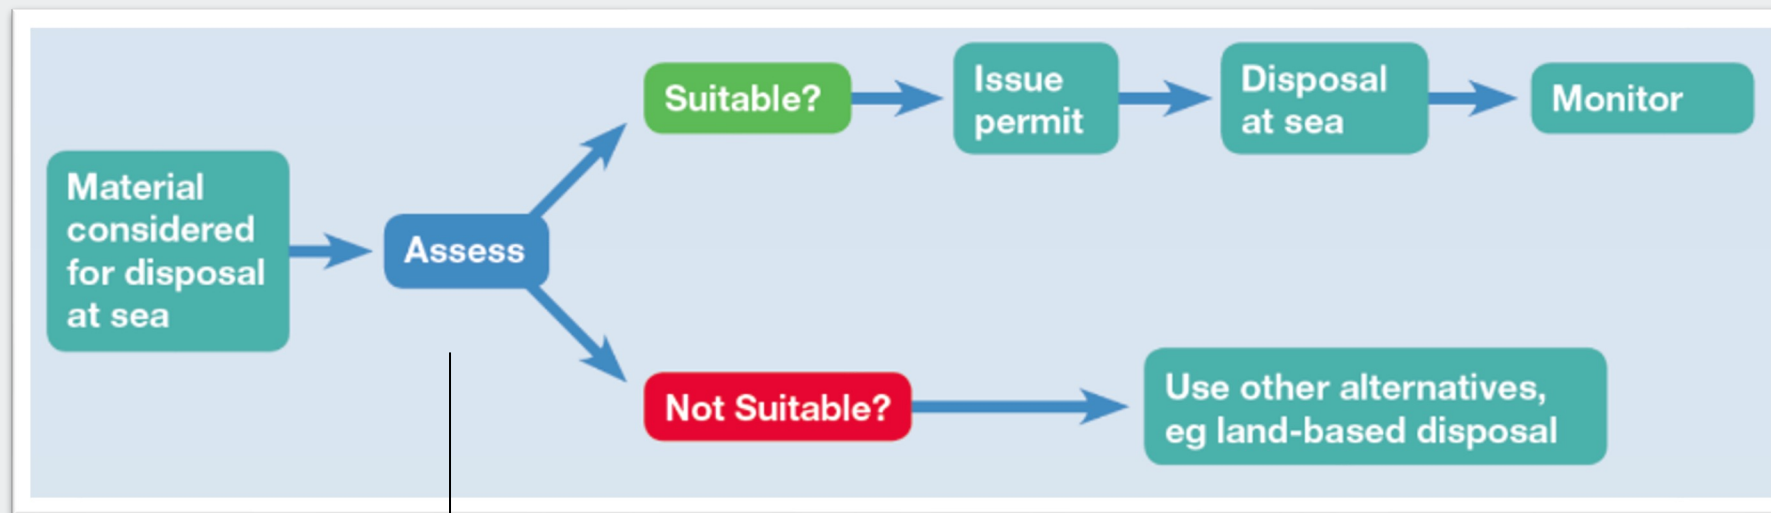 Material
considered
for disposal
at sea
Assess
Suitable?
Issue
permit
Disposal
at sea
Monitor
Not Suitable?
Use other alternatives,
eg land-based disposal